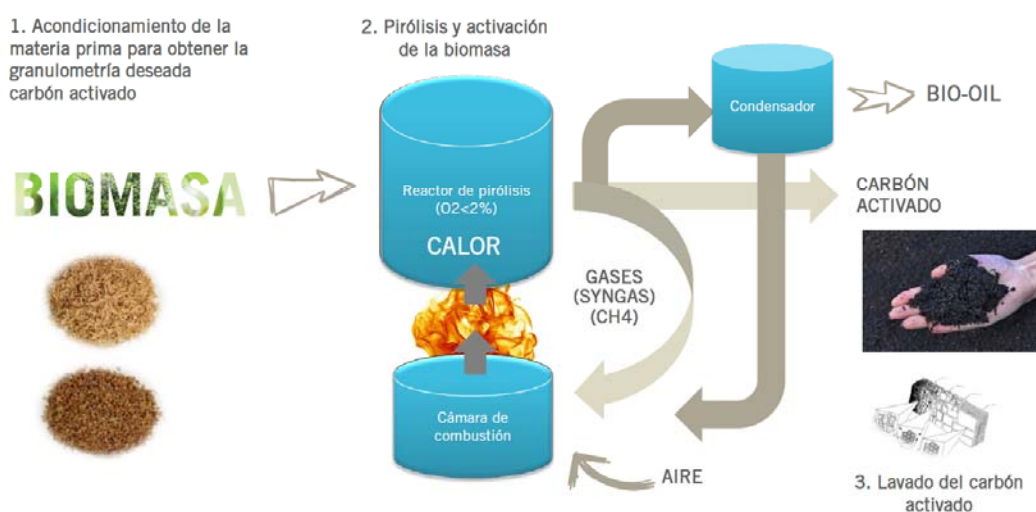 1. Acondicionamiento de la
materia prima para obtener la
granulometría deseada
carbón activado
2. Pirólisis y activación
de la biomasa
BIOMASA
Reactor de pirólisis
(O2<2%)
CALOR
Cámara de
combustión
Condensador
BIO-OIL
CARBÓN
ACTIVADO
GASES
(SYNGAS)
(CH4)
AIRE
3. Lavado del carbón
activado